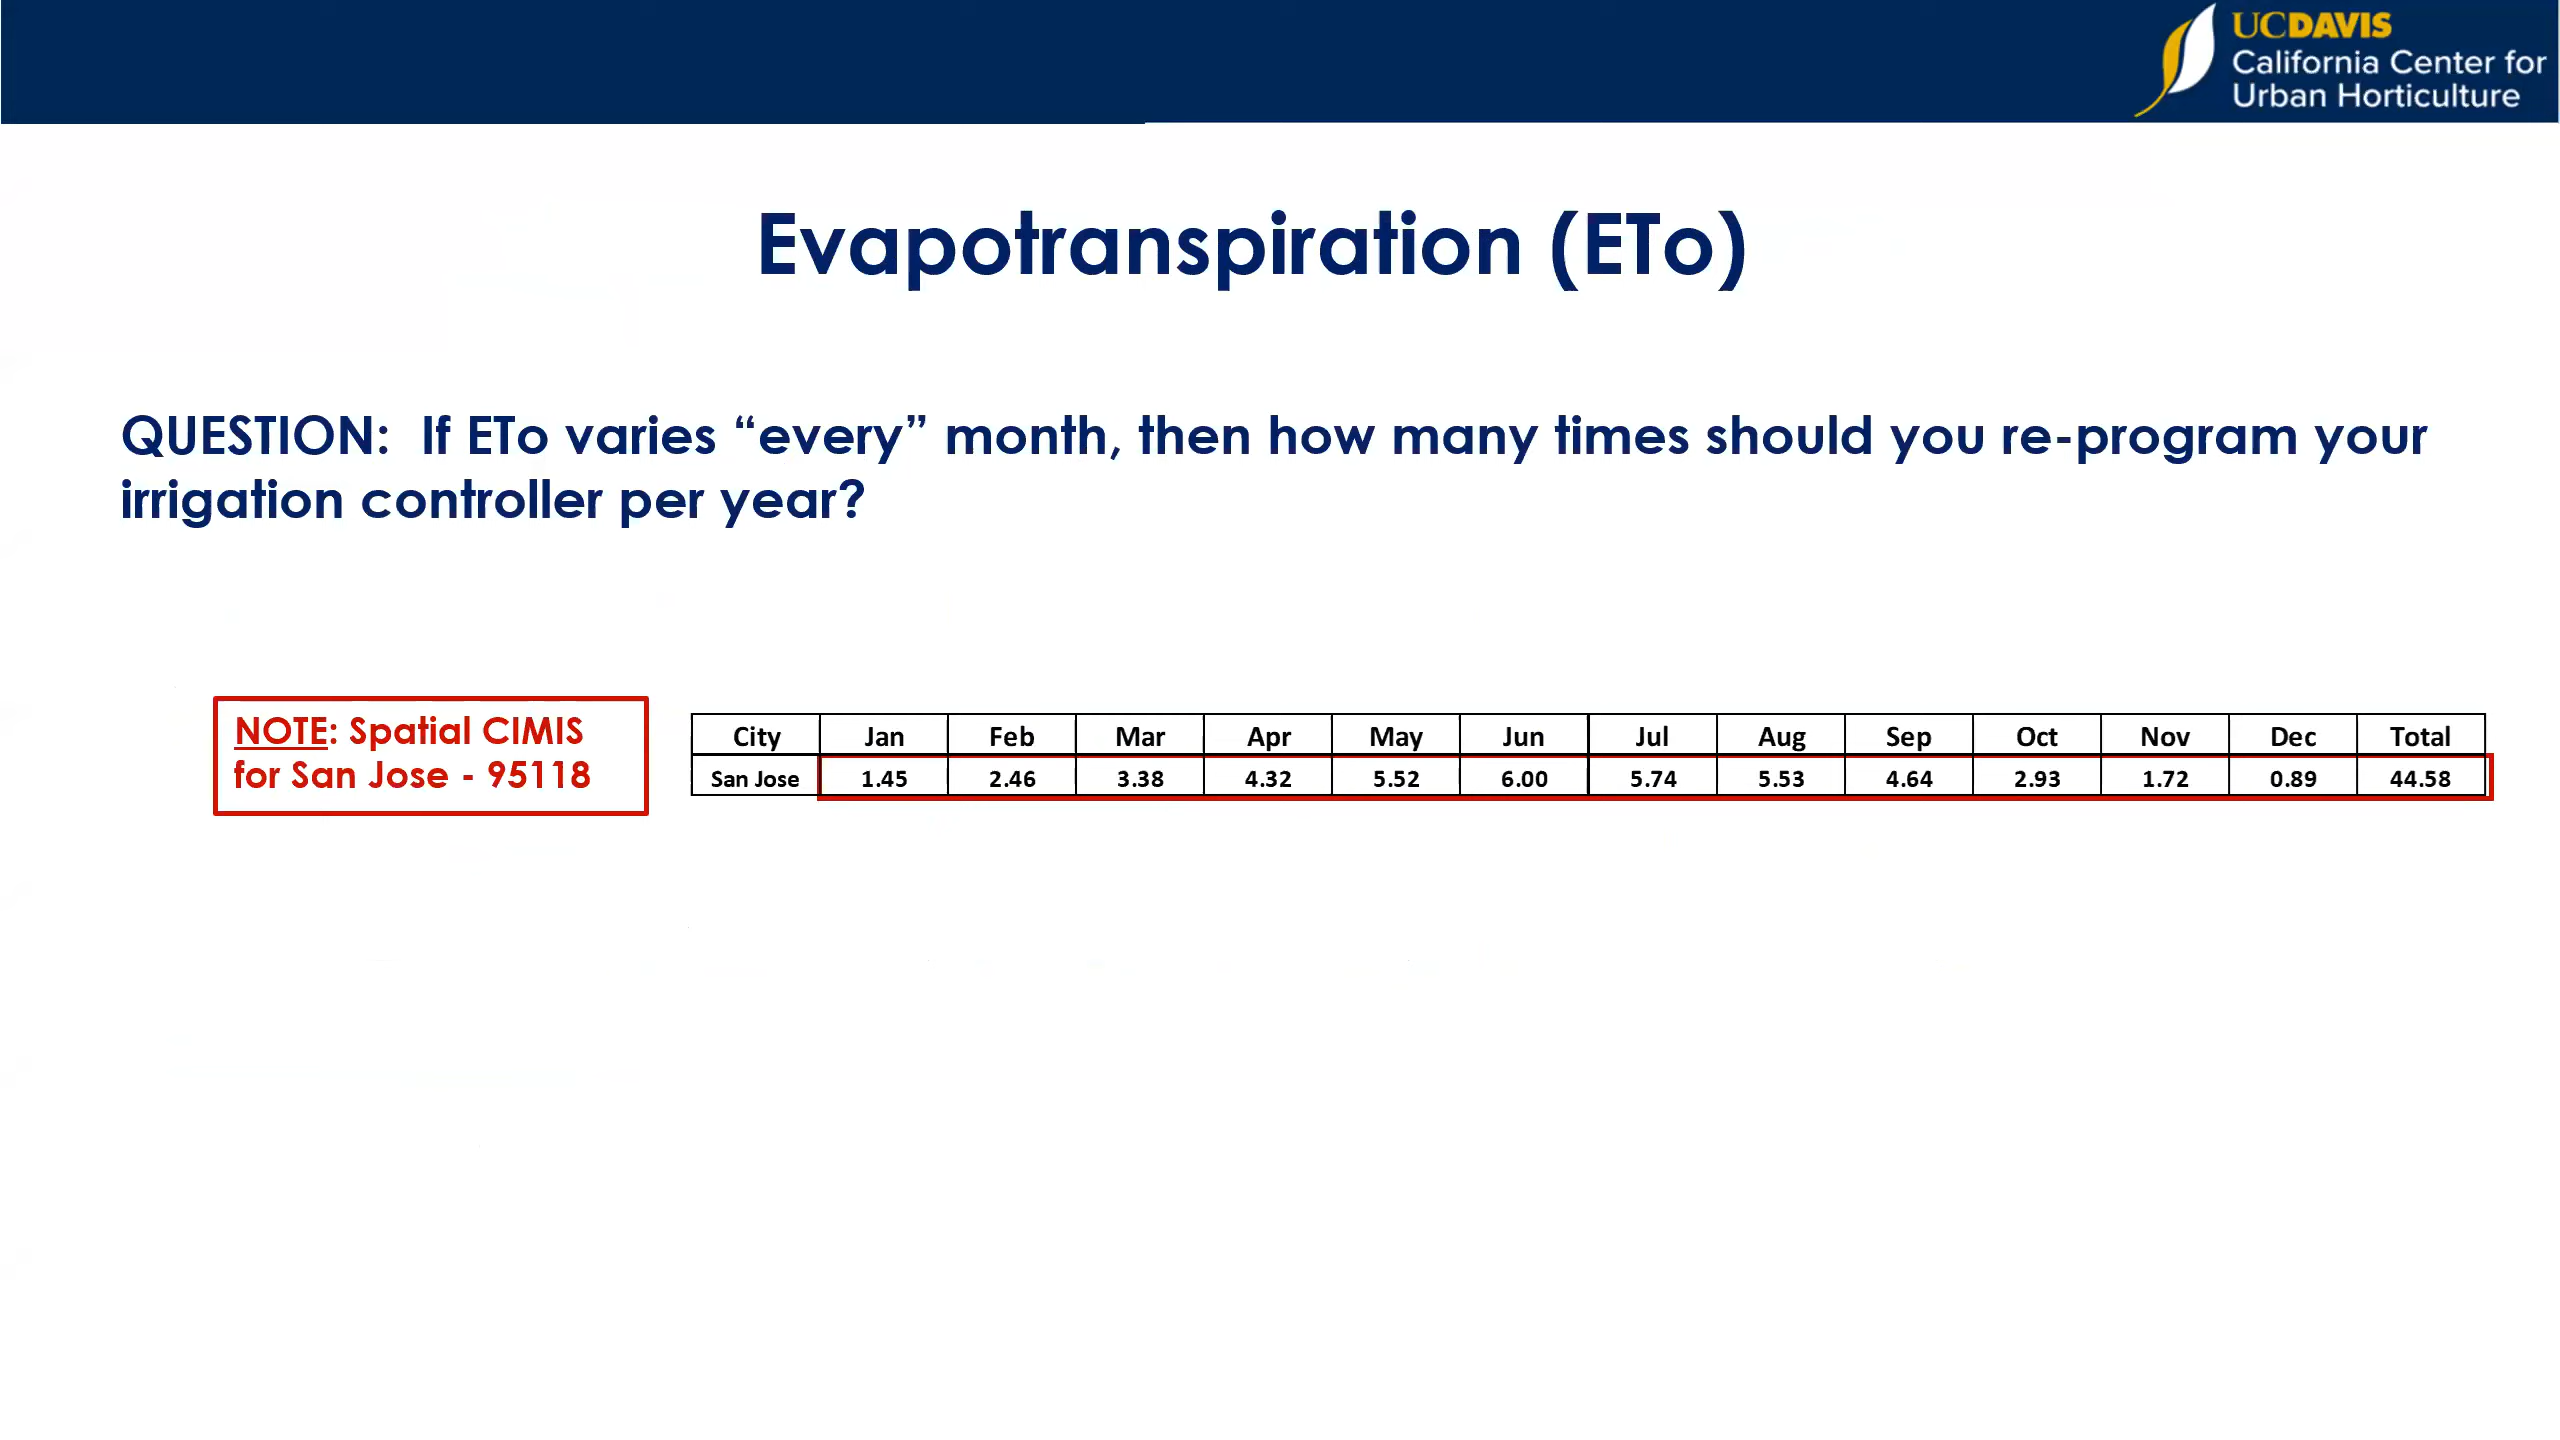 UCDAVIS
California Center for
Urban Horticulture
Evapotranspiration (ETo)
QUESTION:  If ETo varies “every” month, then how many times should you re-program your
irrigation controller per year?
NOTE: Spatial CIMIS
for San Jose - 95118
City Jan Feb Mar Apr May Jun Jul Aug Sep Oct Nov Dec Total
San Jose 1.45 2.46 3.38 4.32 5.52 6.00 5.74 5.53 4.64 2.93 1.72 0.89 44.58